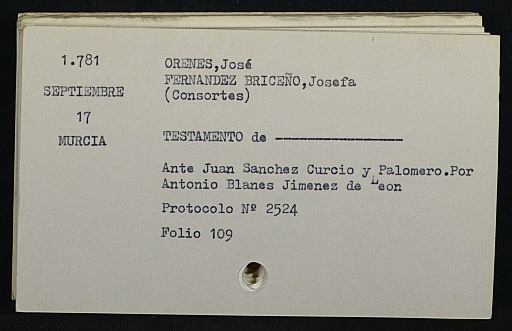 1.781
SEPTIEMBRE
17
MURCIA
ORENES,José
FERNANDEZ BRICEÑO,Josefa
(Consortes)
TESTAMENTO de ----------------
Ante Juan Sanchez Curcio y Palomero.Por
Antonio Blanes Jimenez de Leon
Protocolo Nº 2524
Folio 109